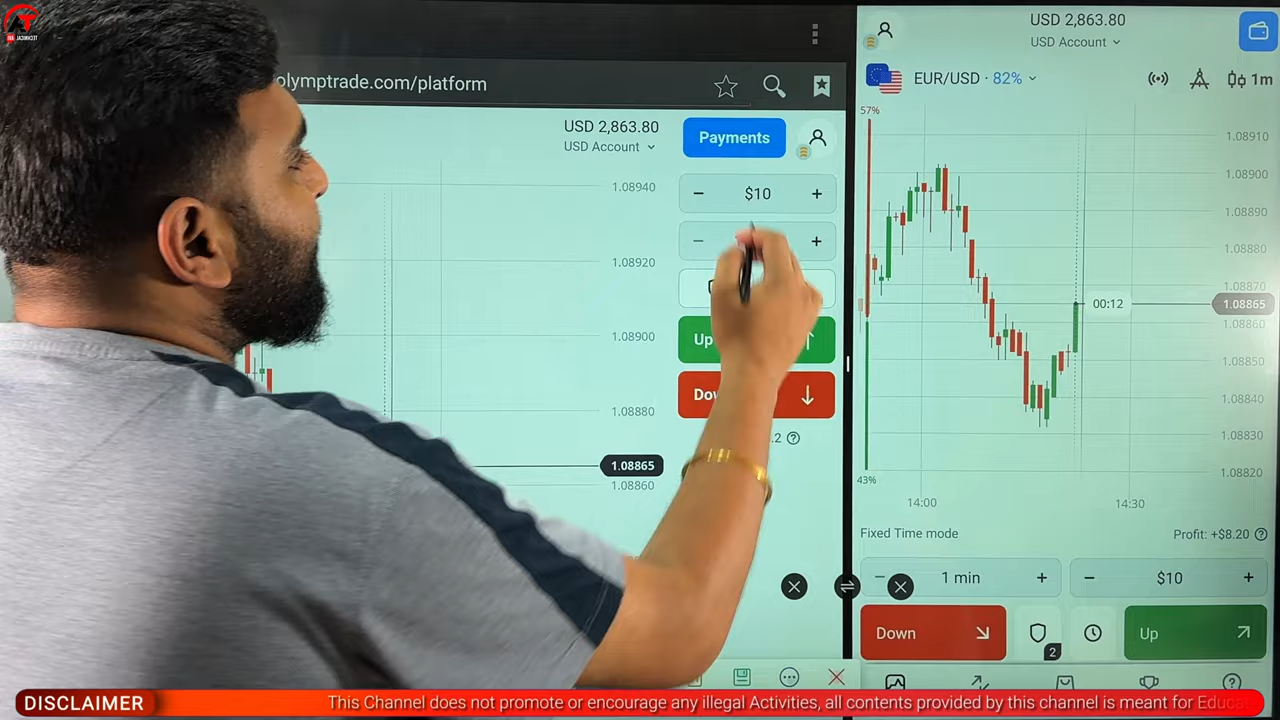 AT
olymptrade.com/platform
USD 2,863.80
USD Account
Payments
$10
Up
Do
.2
1.08940
1.08920
1.08900
1.08880
1.08865
1.08860
USD 2,863.80
USD Account
EUR/USD · 82%
1m
57%
1.08910
1.08900
1.08890
1.08880
1.08870
00:12
1.08865
1.08860
1.08850
1.08840
1.08830
1.08820
43%
14:00
14:30
Fixed Time mode
Profit: +$8.20
1 min
$10
Down
2
Up
DISCLAIMER
This Channel does not promote or encourage any illegal Activities, all contents provided by this channel is meant for Educa